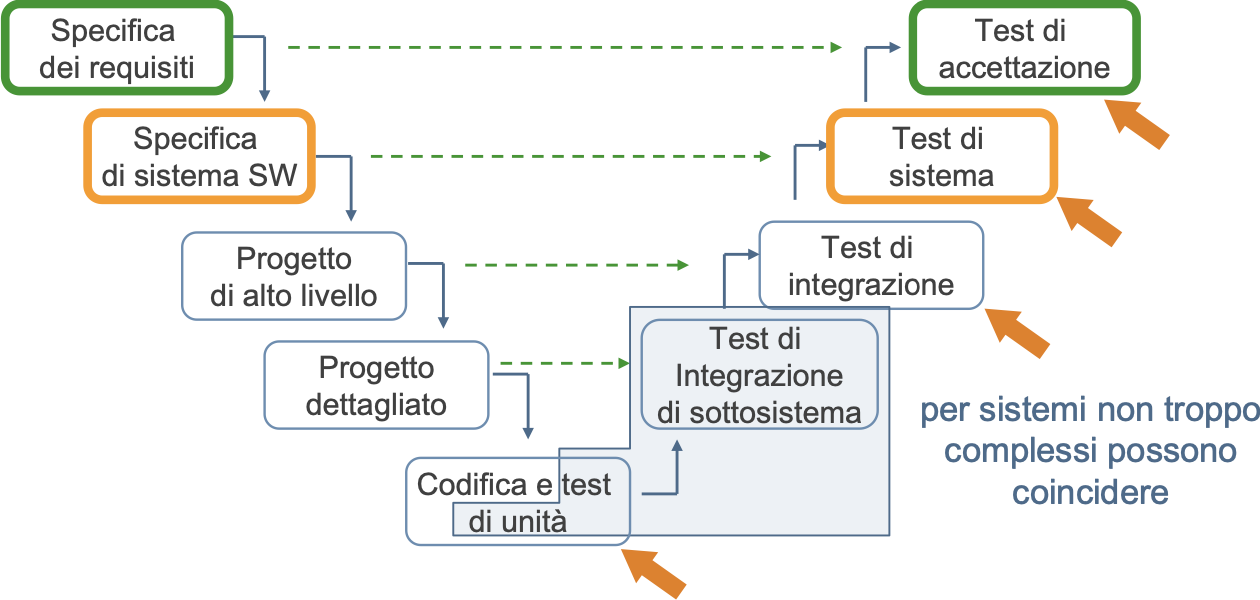 Specifica
dei requisiti
Test di
accettazione
Specifica
di sistema SW
Test di
sistema
Progetto
di alto livello
Test di
integrazione
Progetto
dettagliato
Test di
Integrazione
di sottosistema
Codifica e test
di unità
per sistemi non troppo
complessi possono
coincidere